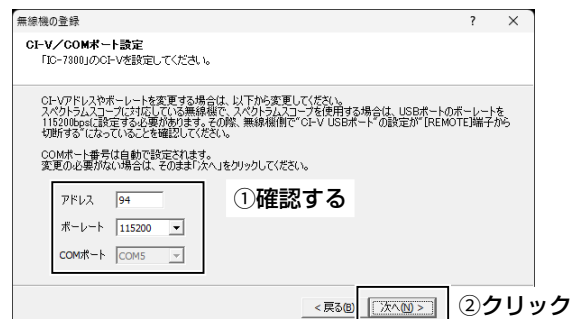 無線機の登録 ? ×
CI-V／COMポート設定
「IC-7300」のCI-Vを設定してください。
CI-Vアドレスやボーレートを変更する場合は、以下から変更してください。
スペクトラムスコープに対応している無線機で、スペクトラムスコープを使用する場合は、USBポートのボーレートを
115200bpsに設定する必要があります。その際、無線機側で"CI-V USBポート"の設定が"[REMOTE]端子から
切断する"になっていることを確認してください。
COMポート番号は自動で設定されます。
変更の必要がない場合は、そのまま「次へ」をクリックしてください。
アドレス 94
ボーレート 115200
COMポート COM5
①確認する
< 戻る(B) 次へ(N) >
②クリック